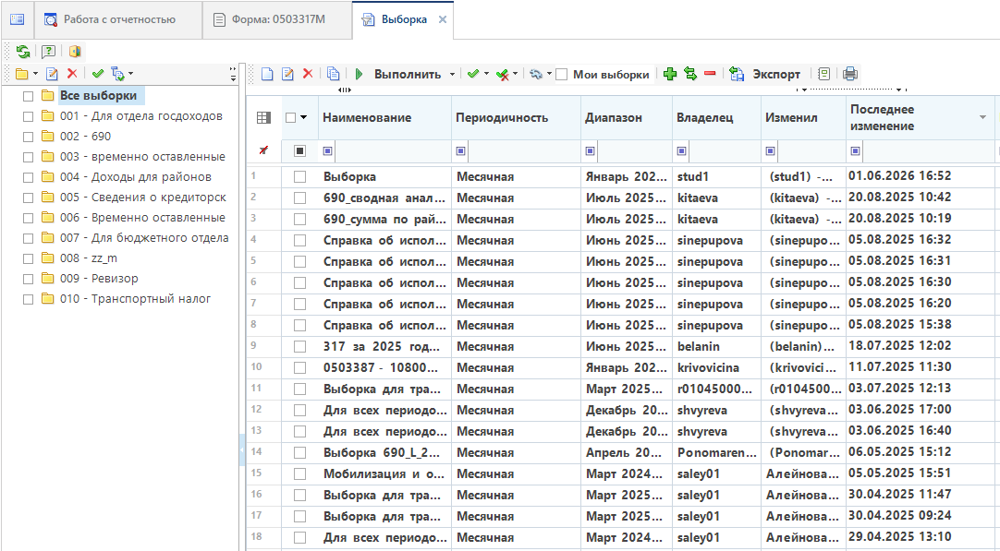 Работа с отчетностью
Форма: 0503317М
Выборка
Выполнить
Мои выборки
Экспорт
Все выборки
001 - Для отдела госдоходов
002 - 690
003 - временно оставленные
004 - Доходы для районов
005 - Сведения о кредиторск
006 - Временно оставленные
007 - Для бюджетного отдела
008 - zz_m
009 - Ревизор
010 - Транспортный налог
Наименование Периодичность Диапазон Владелец Изменил Последнее изменение
1 Выборка Месячная Январь 202... stud1 (stud1) -... 01.06.2026 16:52
2 690_сводная анал... Месячная Июль 2025... kitaeva (kitaeva) -... 20.08.2025 10:42
3 690_сумма по рай... Месячная Июль 2025... kitaeva (kitaeva) -... 20.08.2025 10:19
4 Справка об испол... Месячная Июнь 2025... sinepupova (sinepupo... 05.08.2025 16:32
5 Справка об испол... Месячная Июнь 2025... sinepupova (sinepupo... 05.08.2025 16:31
6 Справка об испол... Месячная Июнь 2025... sinepupova (sinepupo... 05.08.2025 16:30
7 Справка об испол... Месячная Июнь 2025... sinepupova (sinepupo... 05.08.2025 16:20
8 Справка об испол... Месячная Июнь 2025... sinepupova (sinepupo... 05.08.2025 15:38
9 317 за 2025 год... Месячная Июнь 2025... belanin (belanin)... 18.07.2025 12:02
10 0503387 - 10800... Месячная Январь 202... krivovicina (krivovici... 11.07.2025 11:30
11 Выборка для тра... Месячная Март 2025... r01045000... (r0104500... 03.07.2025 12:13
12 Для всех периодо... Месячная Декабрь 20... shvyreva (shvyreva... 03.06.2025 17:00
13 Для всех периодо... Месячная Декабрь 20... shvyreva (shvyreva... 03.06.2025 16:40
14 Выборка 690_L_2... Месячная Апрель 20... Ponomaren... (Ponomar... 06.05.2025 15:12
15 Мобилизация и о... Месячная Март 2024... saley01 Алейнова... 05.05.2025 15:51
16 Выборка для тра... Месячная Март 2025... saley01 Алейнова... 30.04.2025 11:47
17 Выборка для тра... Месячная Март 2025... saley01 Алейнова... 30.04.2025 09:24
18 Для всех периодо... Месячная Март 2024... saley01 Алейнова... 29.04.2025 13:10